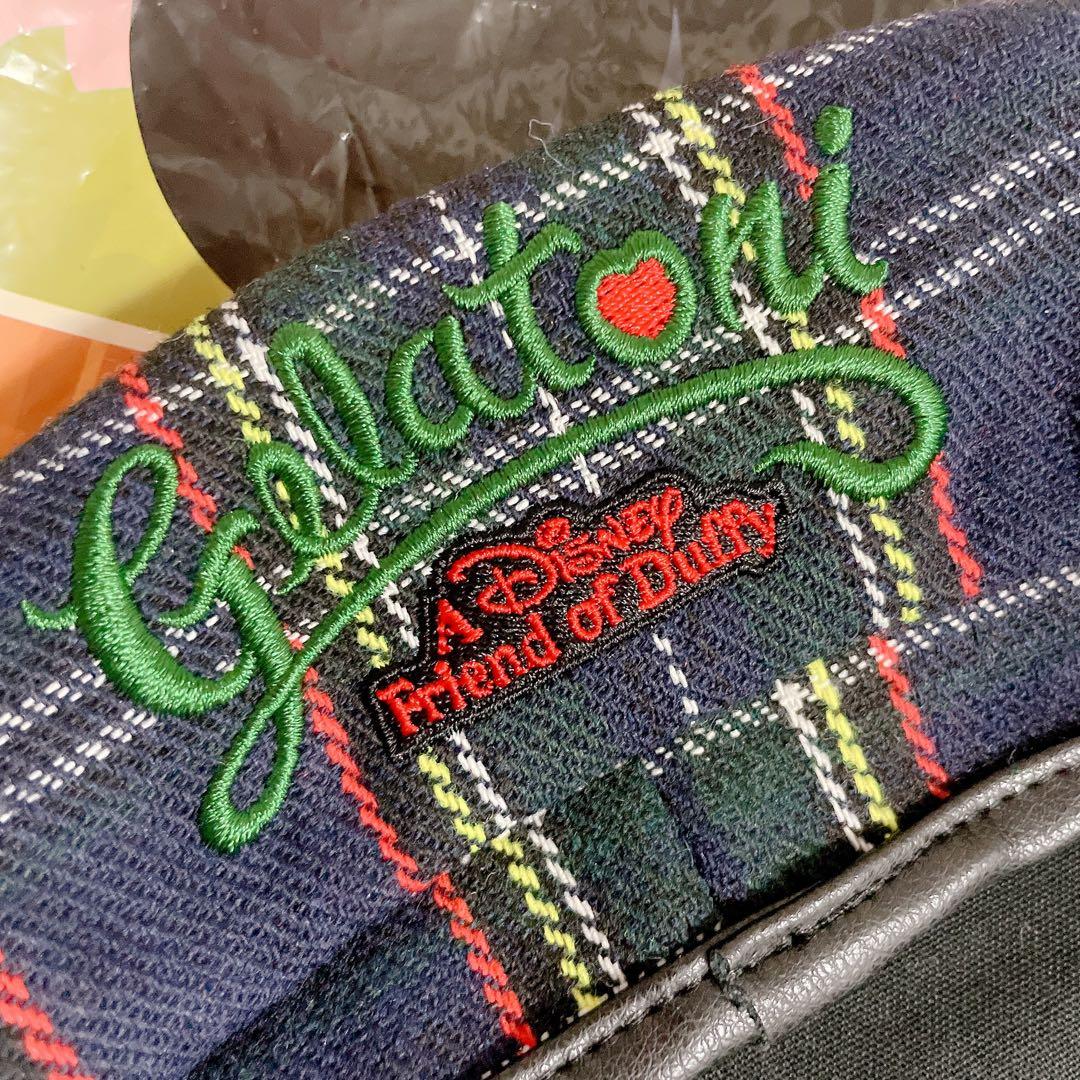 Gelatoni
A Disney
Friend of Duffy